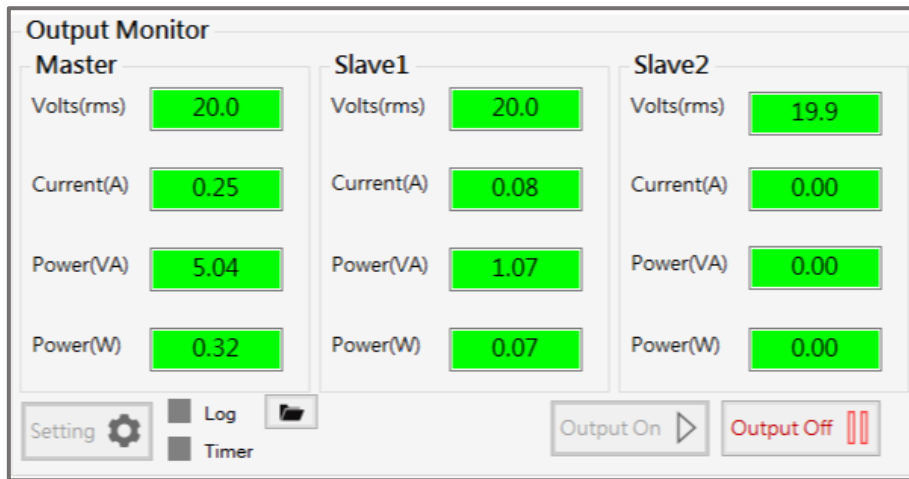 Output Monitor
Master Slave1 Slave2
Volts(rms) 20.0 Volts(rms) 20.0 Volts(rms) 19.9
Current(A) 0.25 Current(A) 0.08 Current(A) 0.00
Power(VA) 5.04 Power(VA) 1.07 Power(VA) 0.00
Power(W) 0.32 Power(W) 0.07 Power(W) 0.00
Setting Log Output On Output Off
Timer